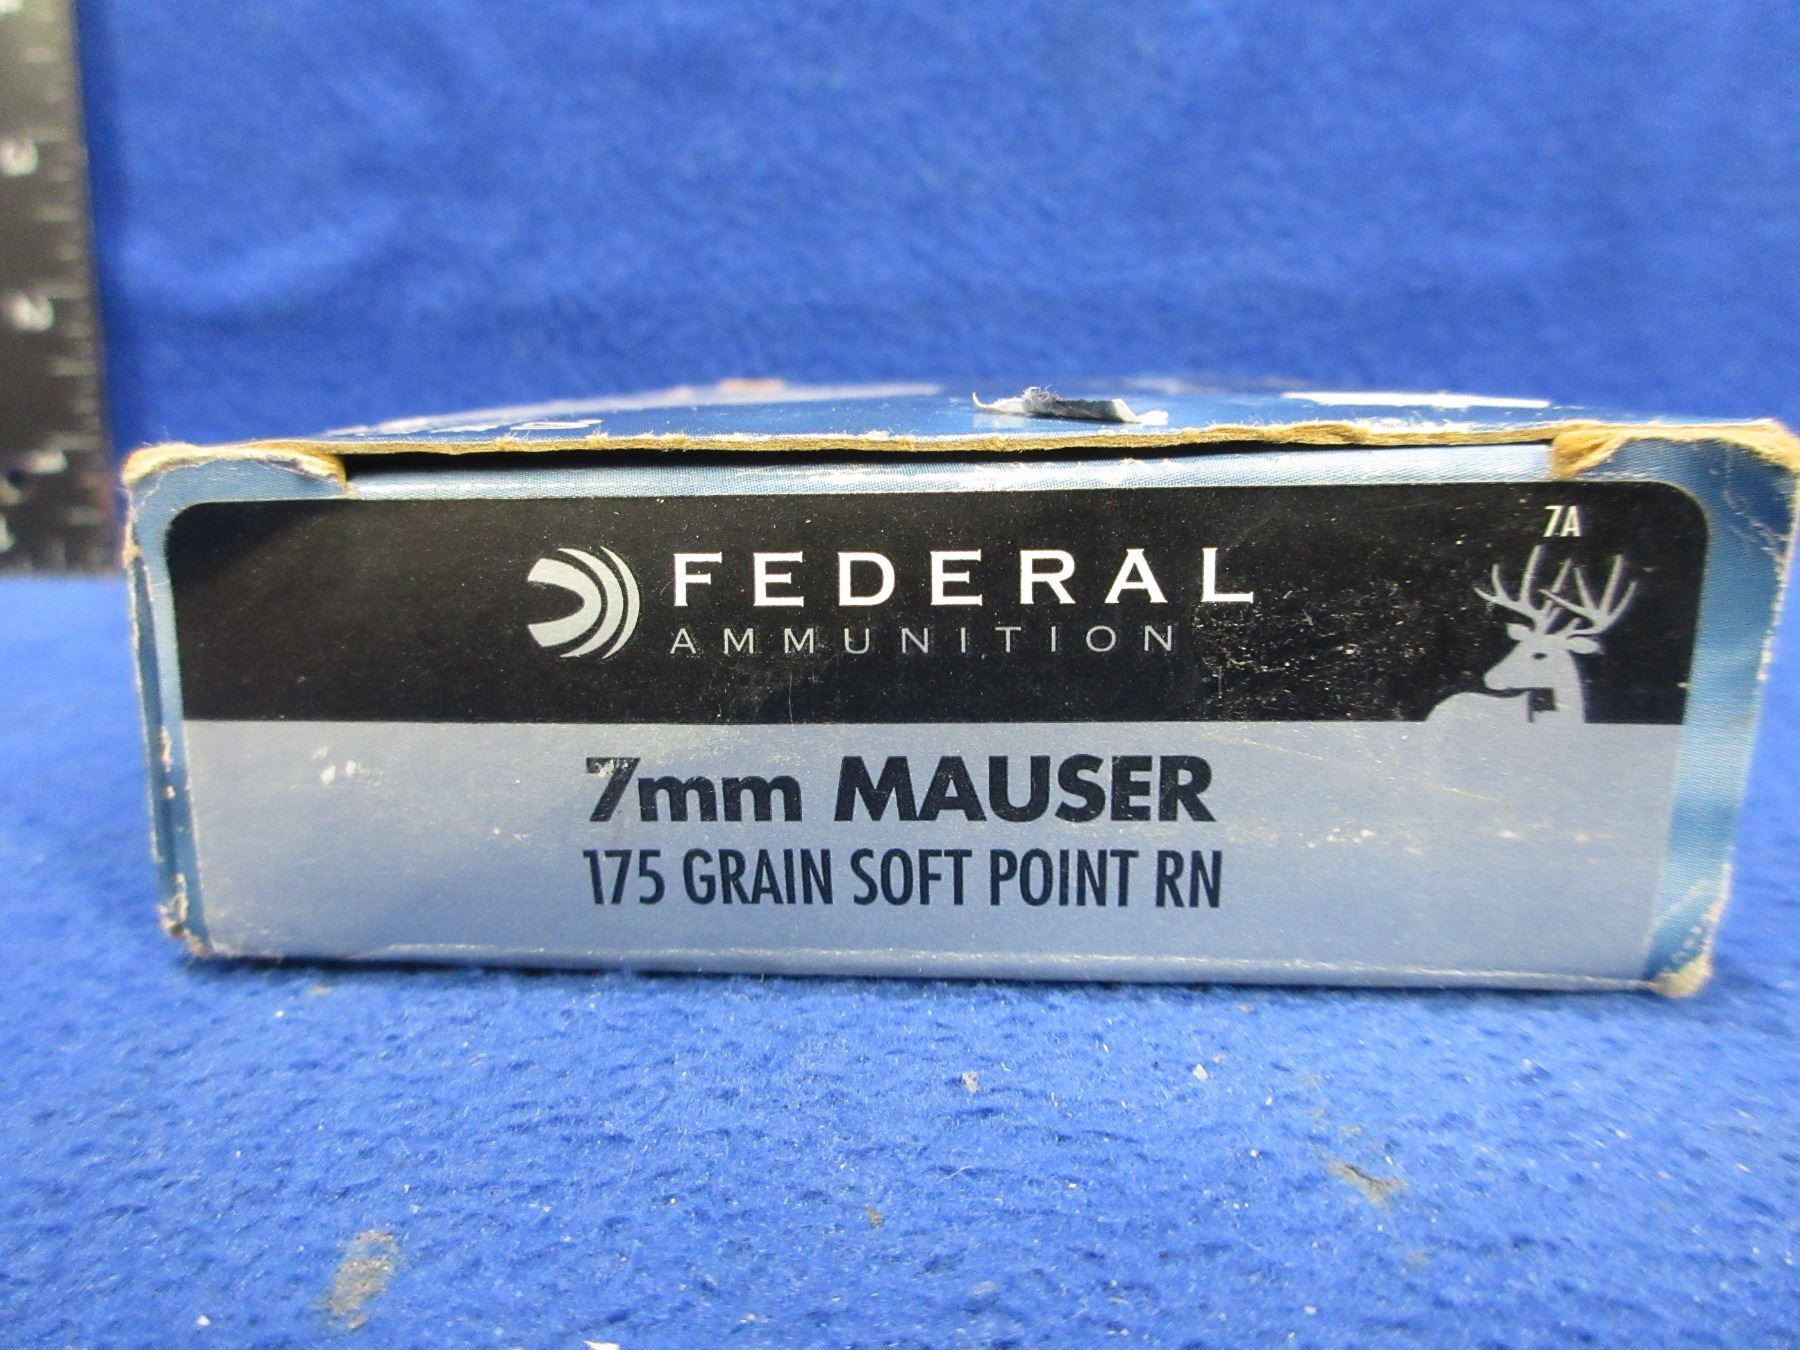 7A
FEDERAL
AMMUNITION
7mm MAUSER
175 GRAIN SOFT POINT RN